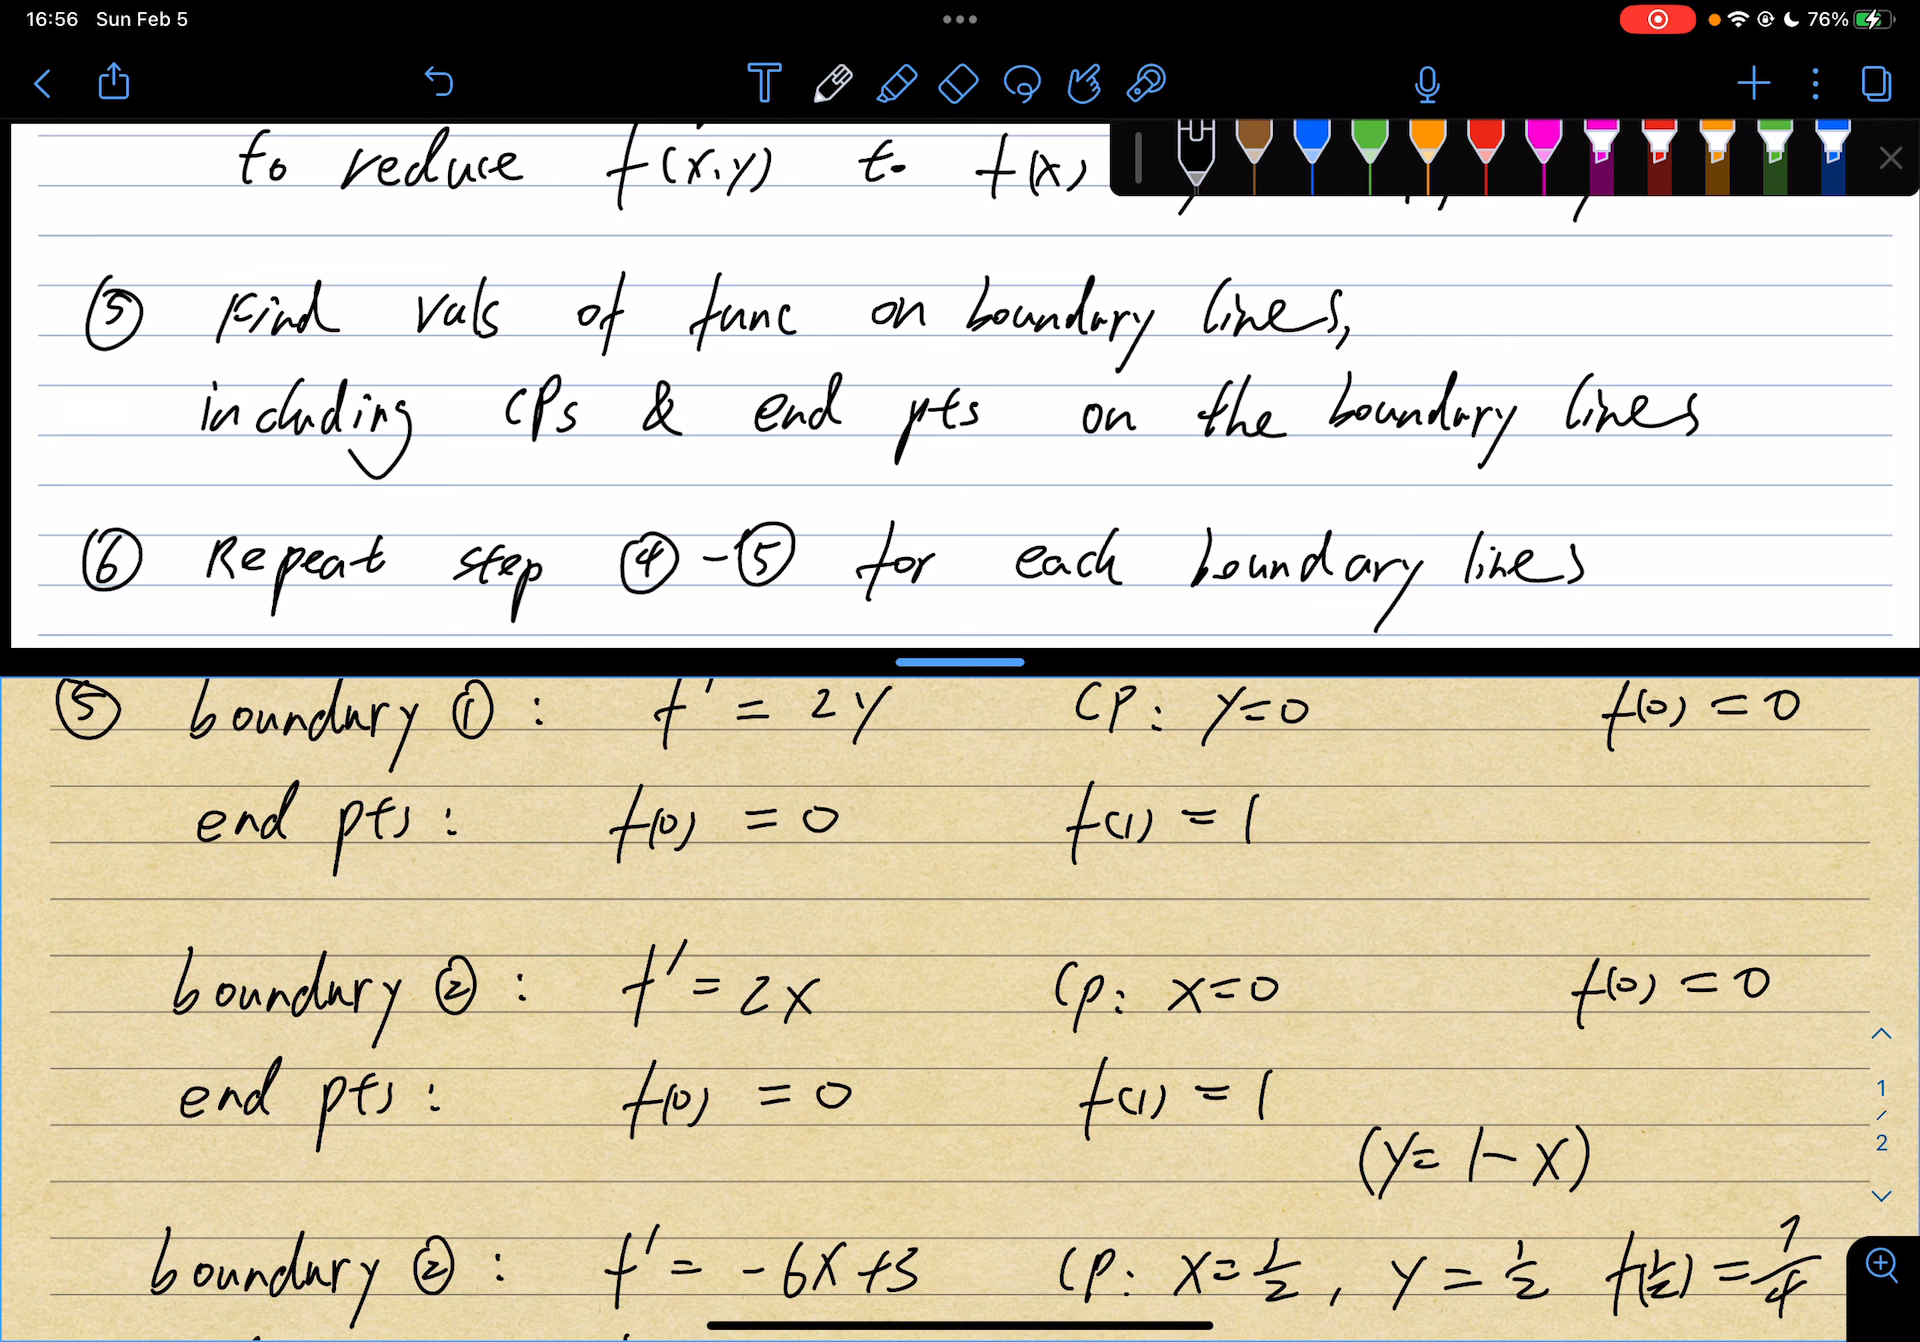 16:56 Sun Feb 5
76%
to reduce f(x,y) to f(x)
⑤ Find vals of func on boundary lines,
including CPs & end pts on the boundary lines
⑥ Repeat step ④-⑤ for each boundary lines
⑤ boundary ①: f' = 2y CP: y=0 f(0) = 0
end pts: f(0) = 0 f(1) = 1
boundary ②: f' = 2x CP: x=0 f(0) = 0
end pts: f(0) = 0 f(1) = 1
(y= 1-x)
boundary ②: f' = -6x+3 CP: x=1/2, y=1/2 f(1/2) = 7/4
1
/
2